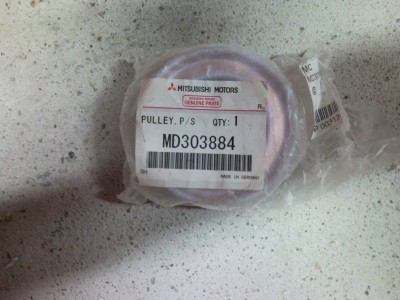 MITSUBISHI MOTORS
GENUINE PARTS
PULLEY, P/S QTY: 1
MD303884
MADE IN GERMANY